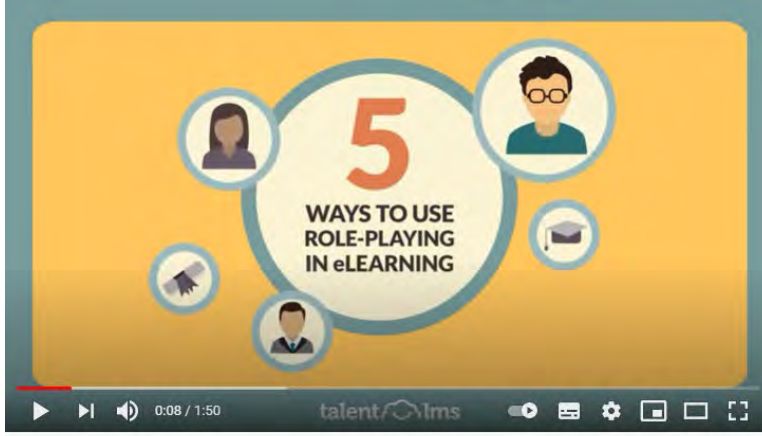 5
WAYS TO USE
ROLE-PLAYING
IN eLEARNING
0:08 / 1:50
talentlms